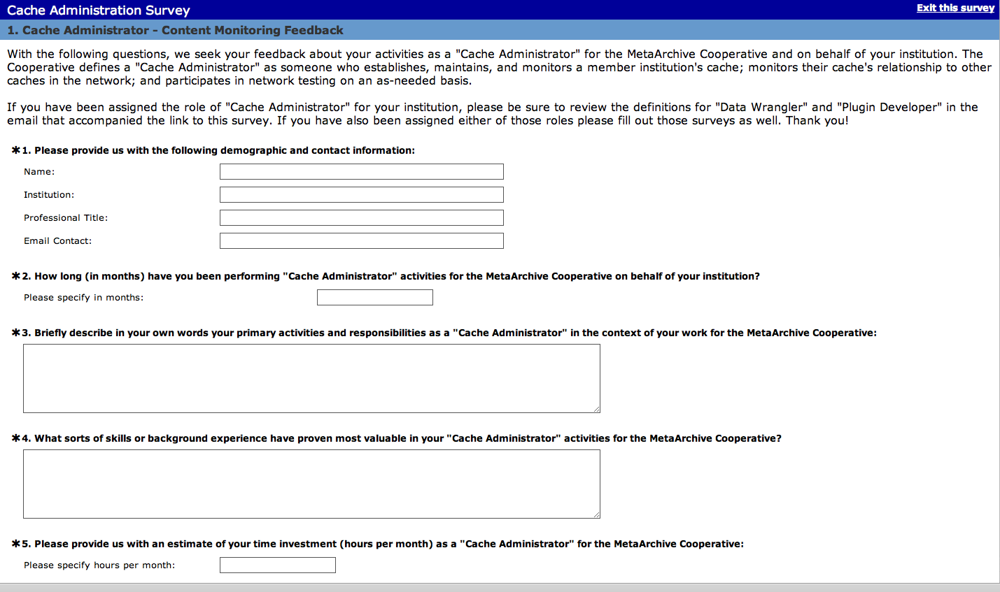 Cache Administration Survey
Exit this survey
1. Cache Administrator - Content Monitoring Feedback
With the following questions, we seek your feedback about your activities as a "Cache Administrator" for the MetaArchive Cooperative and on behalf of your institution. The
Cooperative defines a "Cache Administrator" as someone who establishes, maintains, and monitors a member institution's cache; monitors their cache's relationship to other
caches in the network; and participates in network testing on an as-needed basis.
If you have been assigned the role of "Cache Administrator" for your institution, please be sure to review the definitions for "Data Wrangler" and "Plugin Developer" in the
email that accompanied the link to this survey. If you have also been assigned either of those roles please fill out those surveys as well. Thank you!
*1. Please provide us with the following demographic and contact information:
Name:
Institution:
Professional Title:
Email Contact:
*2. How long (in months) have you been performing "Cache Administrator" activities for the MetaArchive Cooperative on behalf of your institution?
Please specify in months:
*3. Briefly describe in your own words your primary activities and responsibilities as a "Cache Administrator" in the context of your work for the MetaArchive Cooperative:
*4. What sorts of skills or background experience have proven most valuable in your "Cache Administrator" activities for the MetaArchive Cooperative?
*5. Please provide us with an estimate of your time investment (hours per month) as a "Cache Administrator" for the MetaArchive Cooperative:
Please specify hours per month: